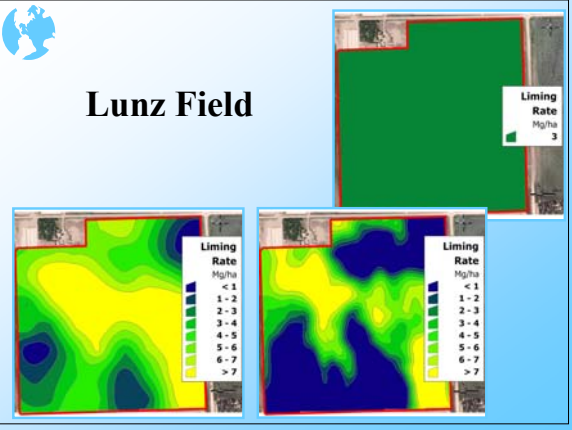 Lunz Field
Liming
Rate
Mg/ha
3
Liming
Rate
Mg/ha
< 1
1 - 2
2 - 3
3 - 4
4 - 5
5 - 6
6 - 7
> 7
Liming
Rate
Mg/ha
< 1
1 - 2
2 - 3
3 - 4
4 - 5
5 - 6
6 - 7
> 7